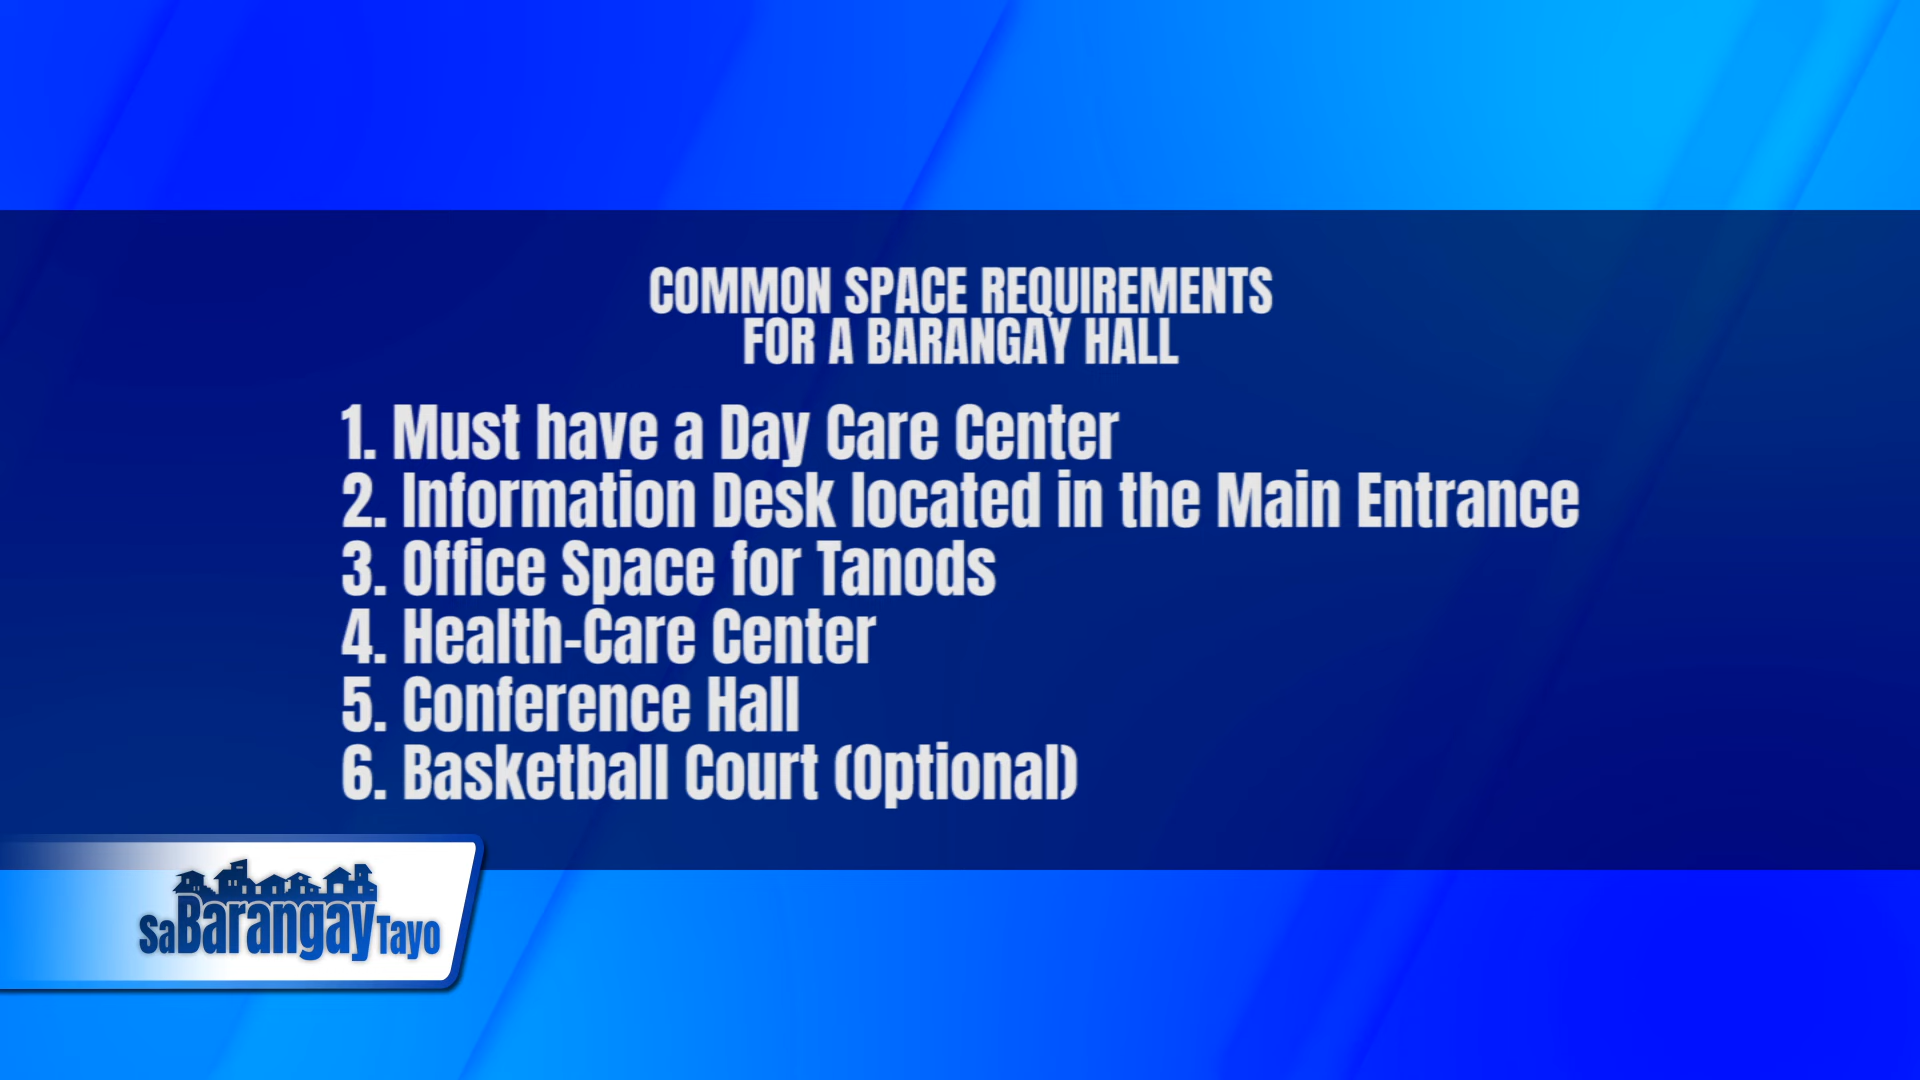 COMMON SPACE REQUIREMENTS
FOR A BARANGAY HALL
1. Must have a Day Care Center
2. Information Desk located in the Main Entrance
3. Office Space for Tanods
4. Health-Care Center
5. Conference Hall
6. Basketball Court (Optional)
SaBarangayTayo